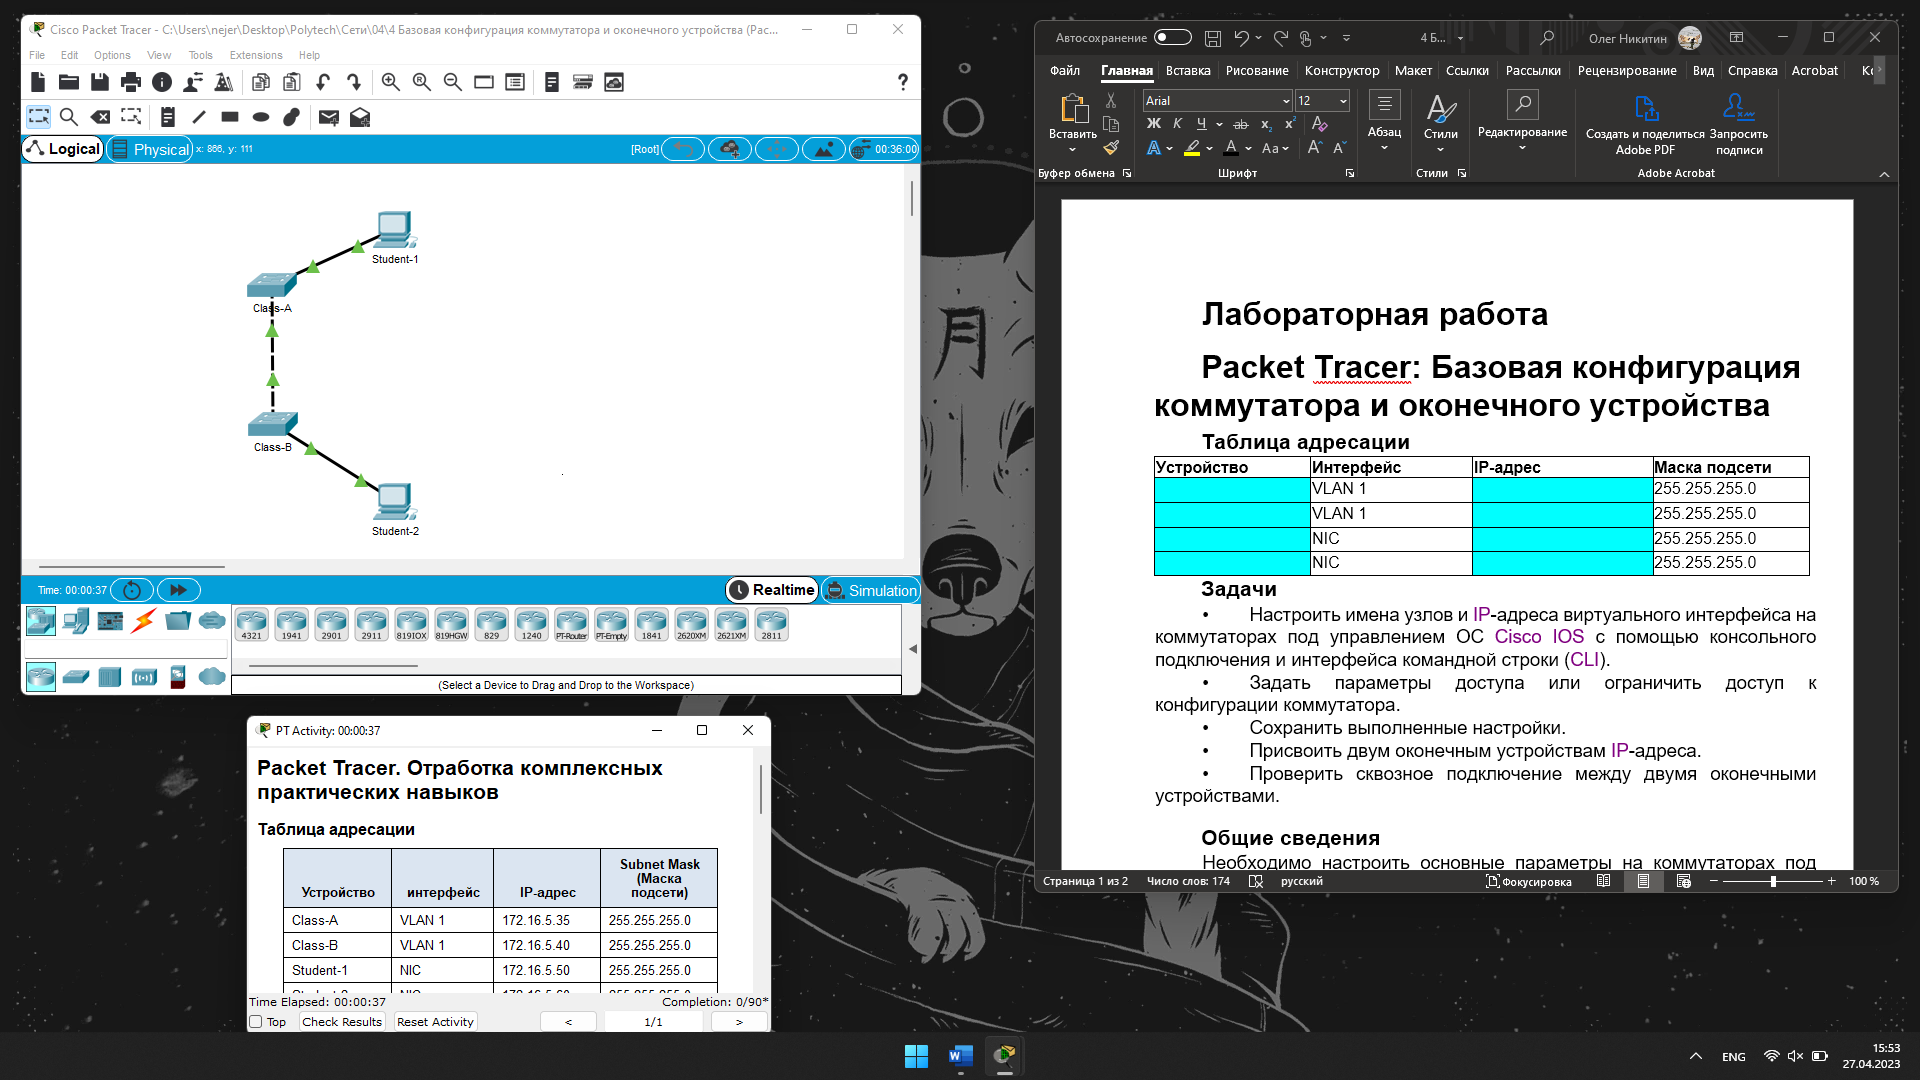 Cisco Packet Tracer - C:\Users\nejer\Desktop\Polytech\Сети\04\4 Базовая конфигурация коммутатора и оконечного устройства (Рас...
File Edit Options View Tools Extensions Help
Logical Physical x: 866, y: 111 [Root] 00:36:00
Student-1
Class-A
Class-B
Student-2
Time: 00:00:37 Realtime Simulation
4321 1941 2901 2911 819IOX 819HGW 829 1240 PT-Router PT-Empty 1841 2620XM 2621XM 2811
(Select a Device to Drag and Drop to the Workspace)
PT Activity: 00:00:37
Packet Tracer. Отработка комплексных
практических навыков
Таблица адресации
Устройство интерфейс IP-адрес Subnet Mask (Маска подсети)
Class-A VLAN 1 172.16.5.35 255.255.255.0
Class-B VLAN 1 172.16.5.40 255.255.255.0
Student-1 NIC 172.16.5.50 255.255.255.0
Time Elapsed: 00:00:37 Completion: 0/90*
Top Check Results Reset Activity < 1/1 >
Автосохранение 4 Б... Олег Никитин
Файл Главная Вставка Рисование Конструктор Макет Ссылки Рассылки Рецензирование Вид Справка Acrobat
Arial 12
Вставить Ж К Ч Абзац Стили Редактирование Создать и поделиться Adobe PDF Запросить подписи
Буфер обмена Шрифт Стили Adobe Acrobat
Лабораторная работа
Packet Tracer: Базовая конфигурация
коммутатора и оконечного устройства
Таблица адресации
Устройство Интерфейс IP-адрес Маска подсети
VLAN 1 255.255.255.0
VLAN 1 255.255.255.0
NIC 255.255.255.0
NIC 255.255.255.0
Задачи
• Настроить имена узлов и IP-адреса виртуального интерфейса на
коммутаторах под управлением ОС Cisco IOS с помощью консольного
подключения и интерфейса командной строки (CLI).
• Задать параметры доступа или ограничить доступ к
конфигурации коммутатора.
• Сохранить выполненные настройки.
• Присвоить двум оконечным устройствам IP-адреса.
• Проверить сквозное подключение между двумя оконечными
устройствами.
Общие сведения
Необходимо настроить основные параметры на коммутаторах под
Страница 1 из 2 Число слов: 174 русский Фокусировка 100 %
月
ENG 15:53
27.04.2023